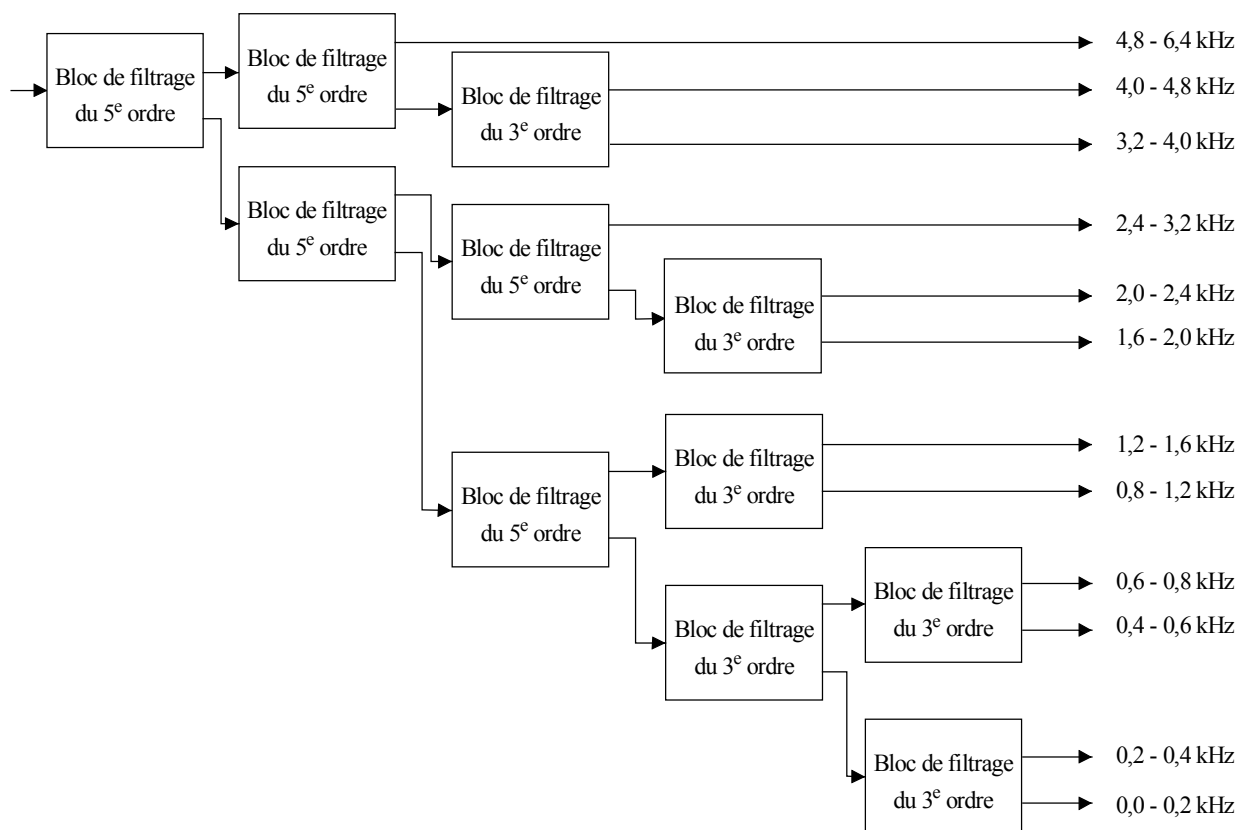 Bloc de filtrage
du 5e ordre
Bloc de filtrage
du 5e ordre
4,8 - 6,4 kHz
Bloc de filtrage
du 3e ordre
4,0 - 4,8 kHz
3,2 - 4,0 kHz
Bloc de filtrage
du 5e ordre
Bloc de filtrage
du 5e ordre
2,4 - 3,2 kHz
Bloc de filtrage
du 3e ordre
2,0 - 2,4 kHz
1,6 - 2,0 kHz
Bloc de filtrage
du 5e ordre
Bloc de filtrage
du 3e ordre
1,2 - 1,6 kHz
0,8 - 1,2 kHz
Bloc de filtrage
du 3e ordre
Bloc de filtrage
du 3e ordre
0,6 - 0,8 kHz
0,4 - 0,6 kHz
Bloc de filtrage
du 3e ordre
0,2 - 0,4 kHz
0,0 - 0,2 kHz